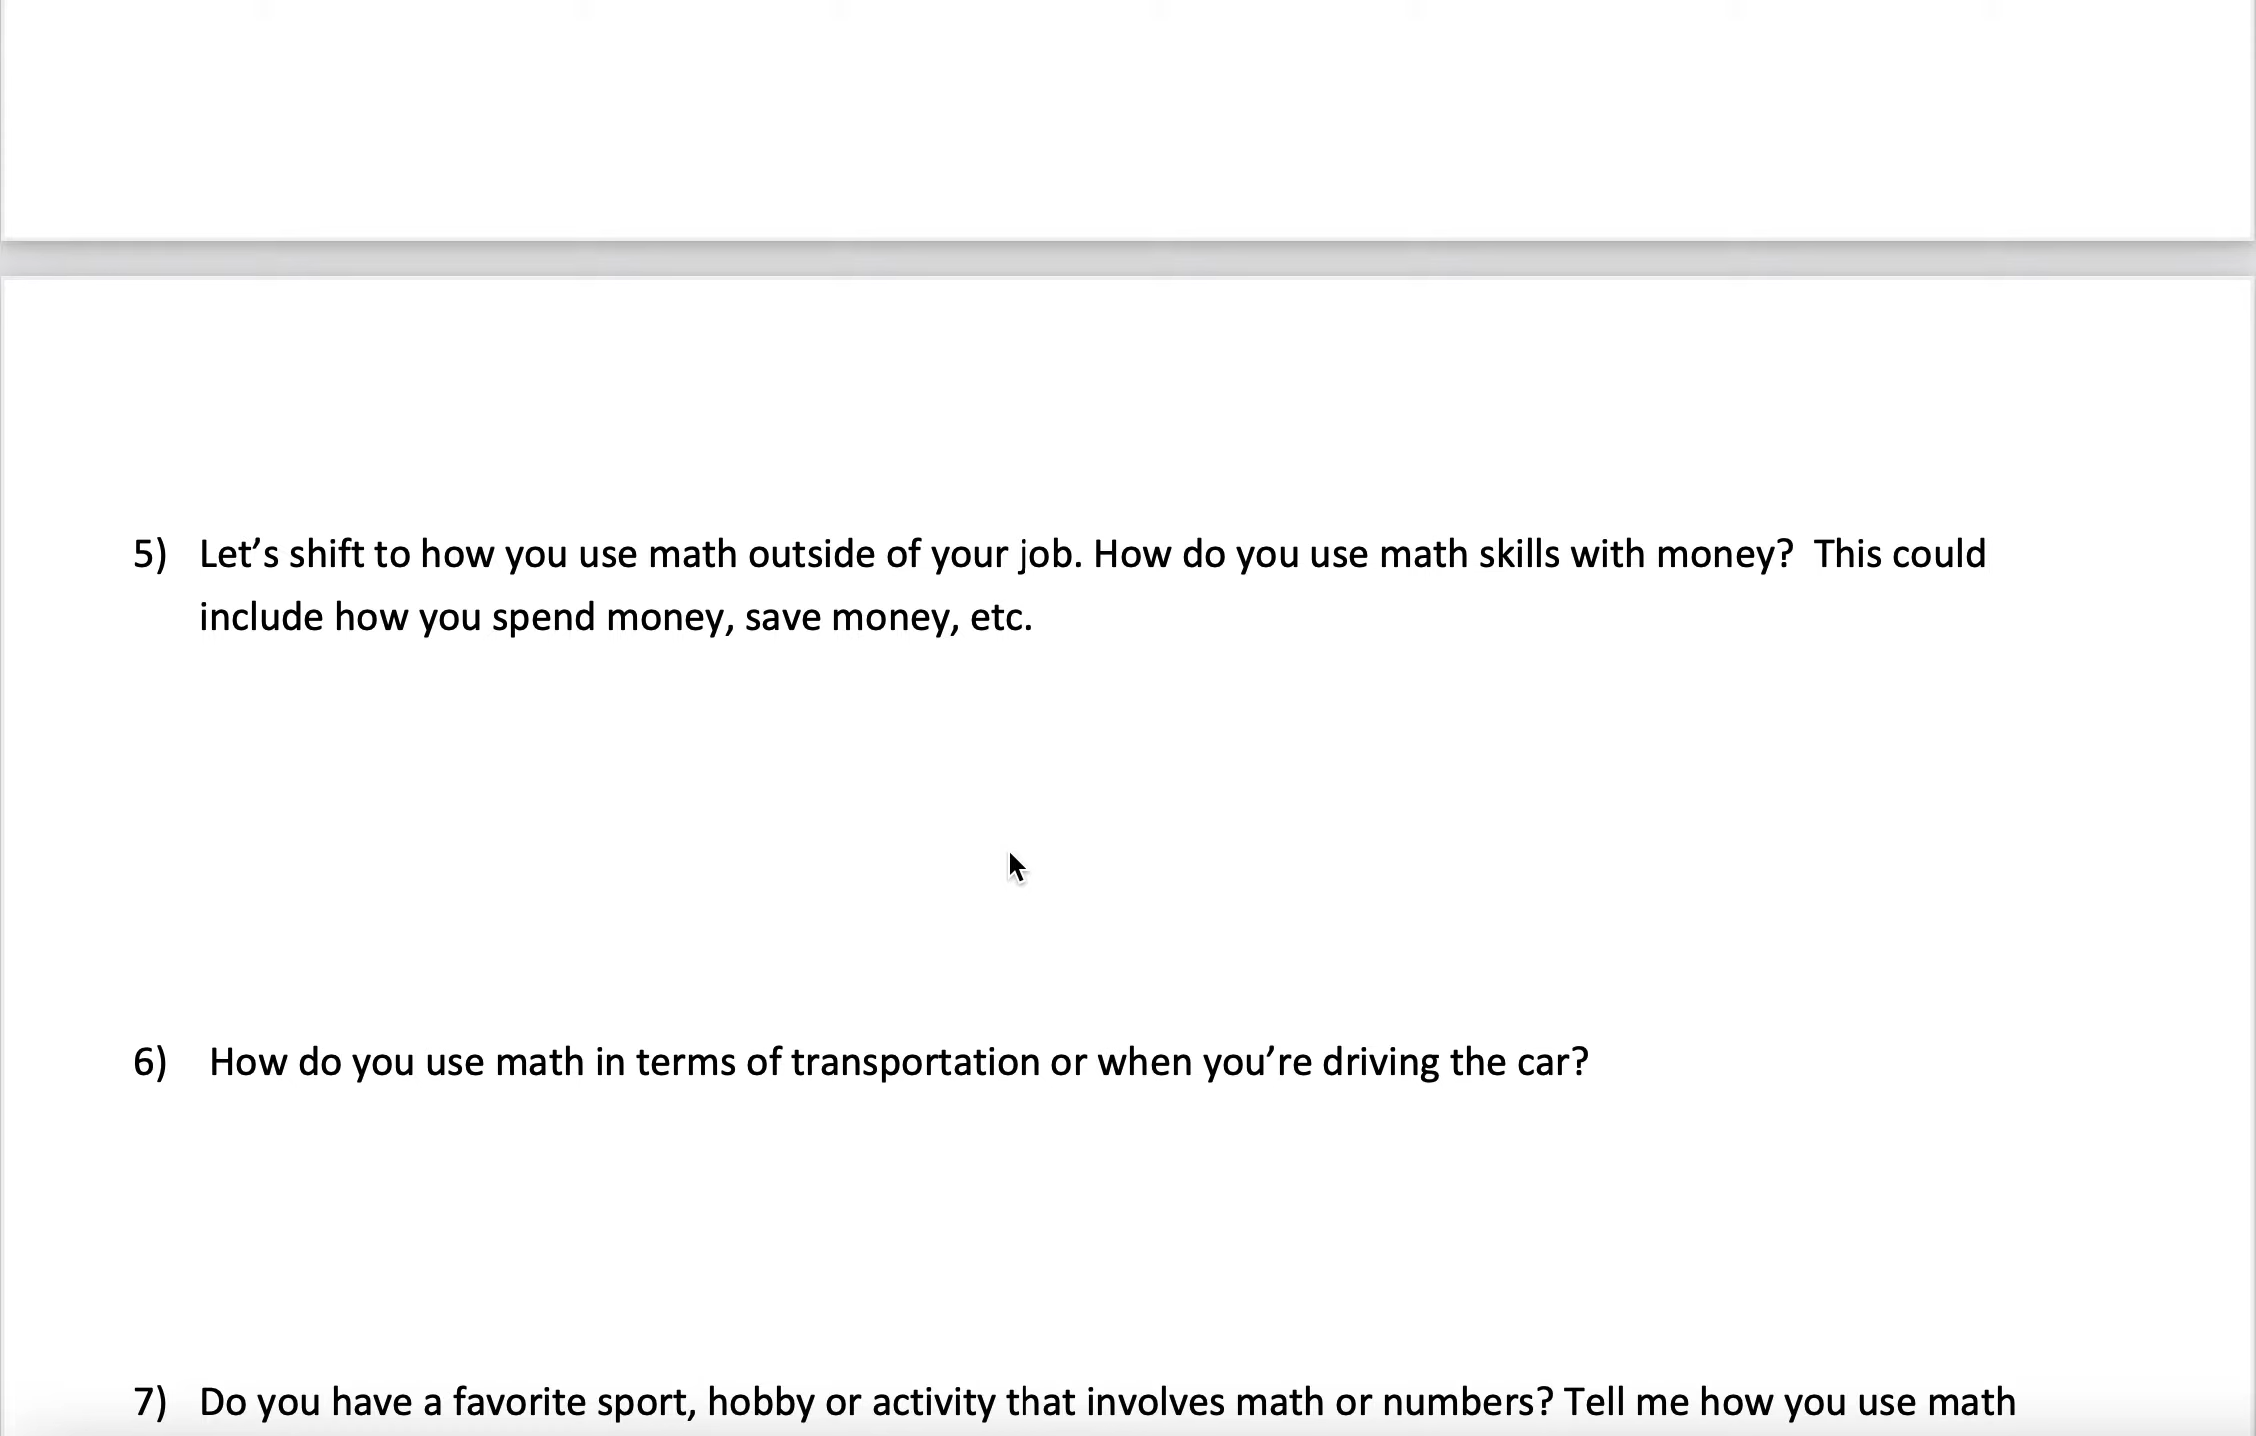 5) Let’s shift to how you use math outside of your job. How do you use math skills with money?  This could
include how you spend money, save money, etc.
6) How do you use math in terms of transportation or when you’re driving the car?
7) Do you have a favorite sport, hobby or activity that involves math or numbers? Tell me how you use math